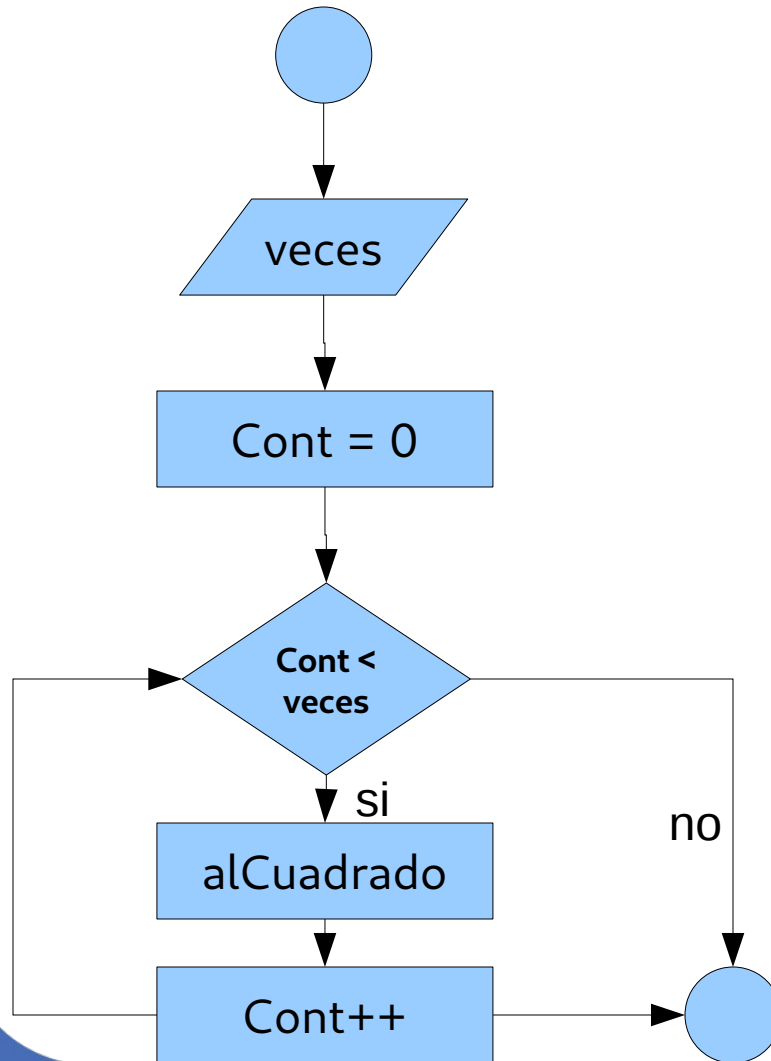 veces
Cont = 0
Cont <
veces
si
no
alCuadrado
Cont++